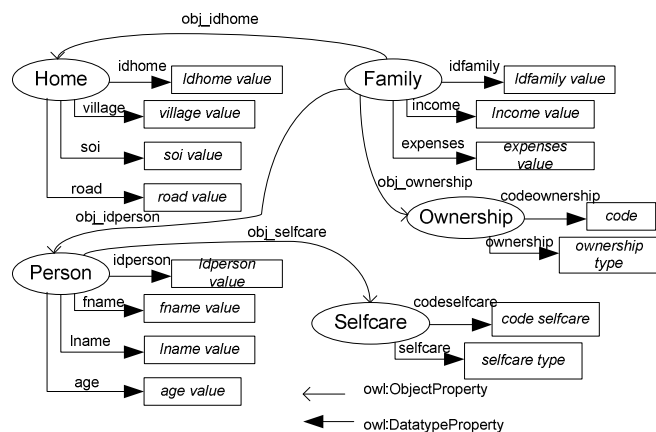 obj_idhome
Home
idhome
Idhome value
village
village value
soi
soi value
road
road value
Family
idfamily
Idfamily value
income
Income value
expenses
expenses
value
obj_ownership
Ownership
codeownership
code
ownership
ownership
type
obj_idperson
Person
idperson
Idperson
value
fname
fname value
lname
lname value
age
age value
obj_selfcare
Selfcare
codeselfcare
code selfcare
selfcare
selfcare type
owl:ObjectProperty
owl:DatatypeProperty